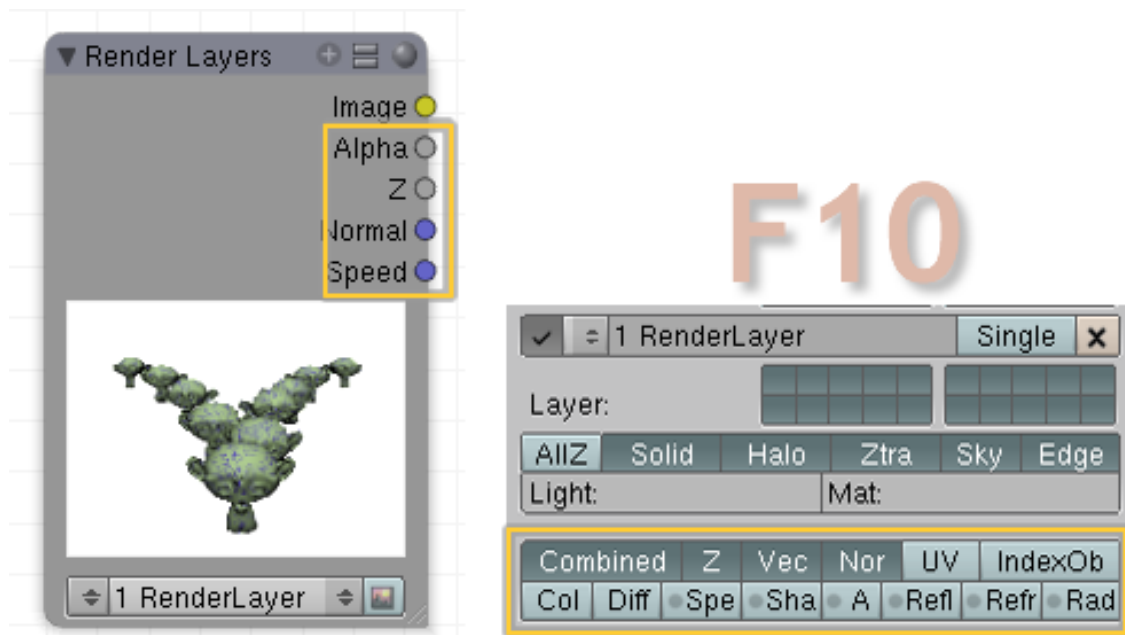 Render Layers
Image
Alpha
Z
Normal
Speed
1 RenderLayer
F10
1 RenderLayer Single
Layer:
AllZ Solid Halo Ztra Sky Edge
Light: Mat:
Combined Z Vec Nor UV IndexOb
Col Diff Spe Sha A Refl Refr Rad